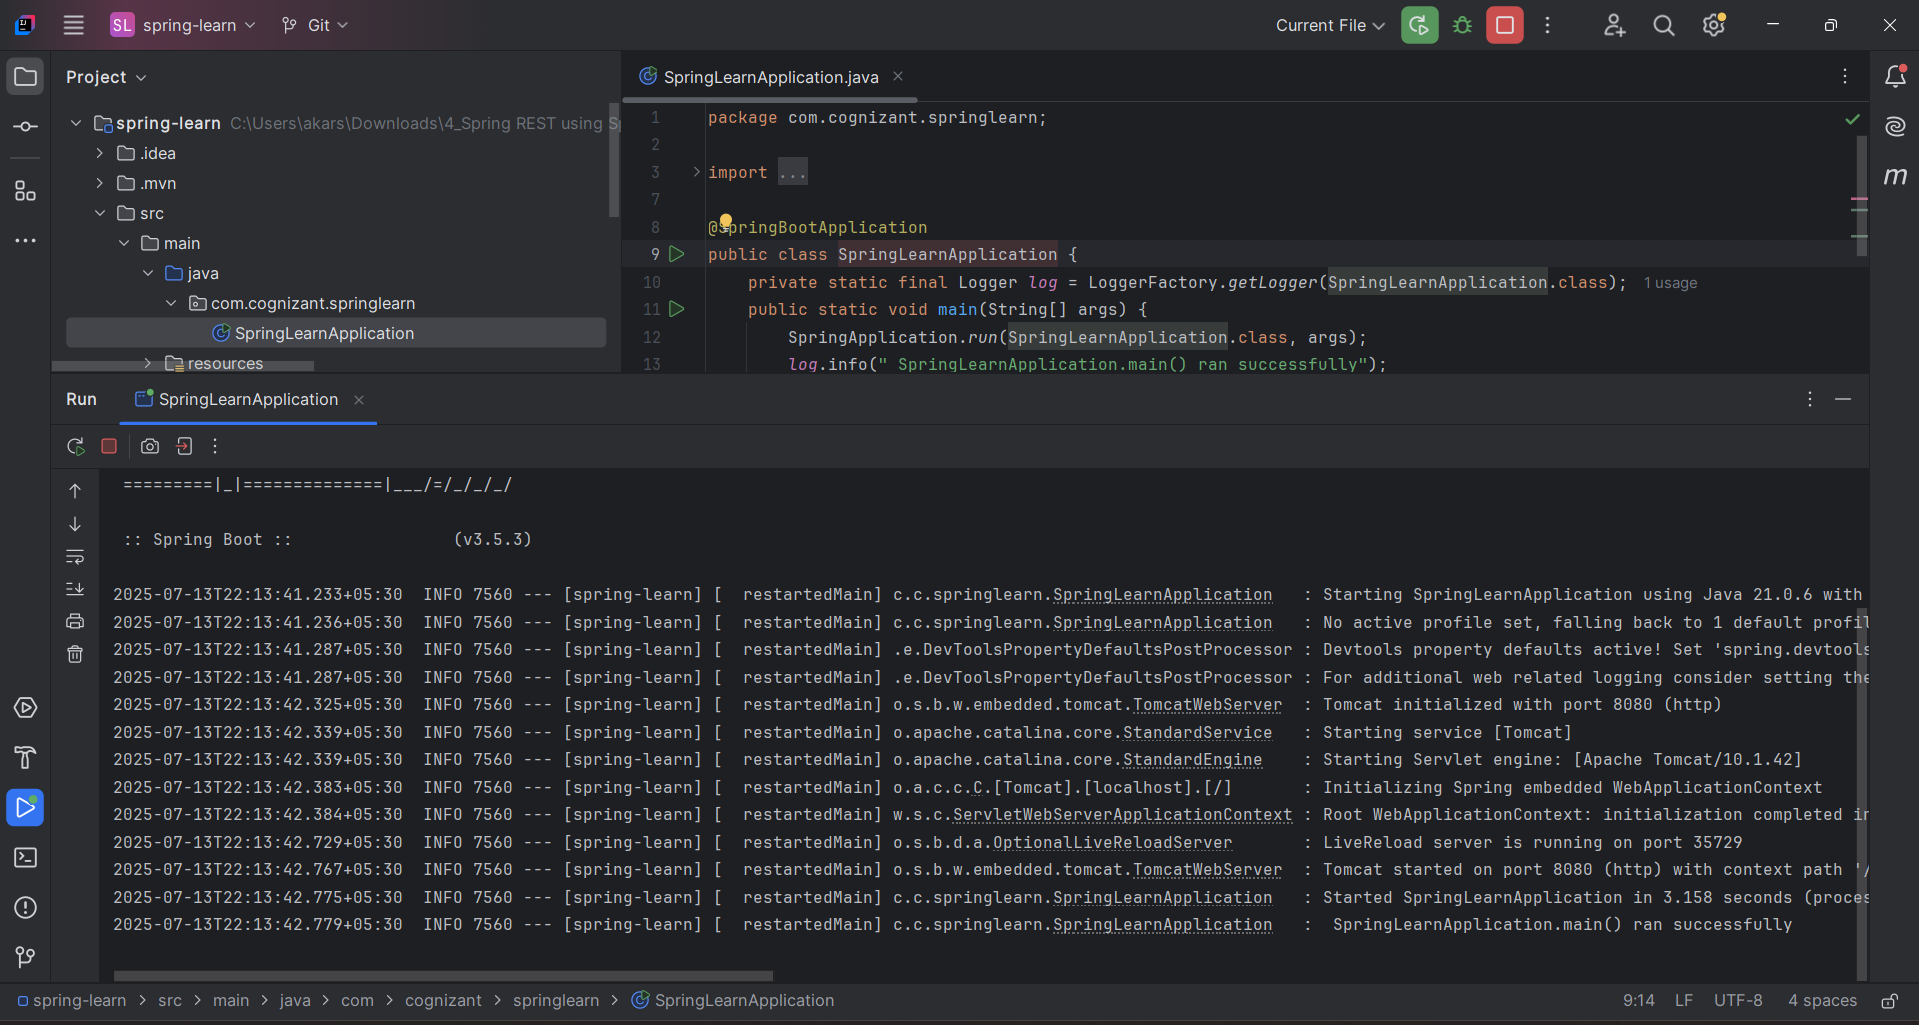 SL spring-learn Git Current File
Project
SpringLearnApplication.java
spring-learn C:\Users\akars\Downloads\4_Spring REST using
.idea
.mvn
src
main
java
com.cognizant.springlearn
SpringLearnApplication
resources
1 package com.cognizant.springlearn;
2
3 import ...
7
8 @SpringBootApplication
9 public class SpringLearnApplication {
10 private static final Logger log = LoggerFactory.getLogger(SpringLearnApplication.class); 1 usage
11 public static void main(String[] args) {
12 SpringApplication.run(SpringLearnApplication.class, args);
13 log.info(" SpringLearnApplication.main() ran successfully");
m
Run SpringLearnApplication
=========|_|==============|___/=/_/_/_/
:: Spring Boot :: (v3.5.3)
2025-07-13T22:13:41.233+05:30 INFO 7560 --- [spring-learn] [ restartedMain] c.c.springlearn.SpringLearnApplication : Starting SpringLearnApplication using Java 21.0.6 with
2025-07-13T22:13:41.236+05:30 INFO 7560 --- [spring-learn] [ restartedMain] c.c.springlearn.SpringLearnApplication : No active profile set, falling back to 1 default profil
2025-07-13T22:13:41.287+05:30 INFO 7560 --- [spring-learn] [ restartedMain] .e.DevToolsPropertyDefaultsPostProcessor : Devtools property defaults active! Set 'spring.devtools
2025-07-13T22:13:41.287+05:30 INFO 7560 --- [spring-learn] [ restartedMain] .e.DevToolsPropertyDefaultsPostProcessor : For additional web related logging consider setting the
2025-07-13T22:13:42.325+05:30 INFO 7560 --- [spring-learn] [ restartedMain] o.s.b.w.embedded.tomcat.TomcatWebServer : Tomcat initialized with port 8080 (http)
2025-07-13T22:13:42.339+05:30 INFO 7560 --- [spring-learn] [ restartedMain] o.apache.catalina.core.StandardService : Starting service [Tomcat]
2025-07-13T22:13:42.339+05:30 INFO 7560 --- [spring-learn] [ restartedMain] o.apache.catalina.core.StandardEngine : Starting Servlet engine: [Apache Tomcat/10.1.42]
2025-07-13T22:13:42.383+05:30 INFO 7560 --- [spring-learn] [ restartedMain] o.a.c.c.C.[Tomcat].[localhost].[/] : Initializing Spring embedded WebApplicationContext
2025-07-13T22:13:42.384+05:30 INFO 7560 --- [spring-learn] [ restartedMain] w.s.c.ServletWebServerApplicationContext : Root WebApplicationContext: initialization completed in
2025-07-13T22:13:42.729+05:30 INFO 7560 --- [spring-learn] [ restartedMain] o.s.b.d.a.OptionalLiveReloadServer : LiveReload server is running on port 35729
2025-07-13T22:13:42.767+05:30 INFO 7560 --- [spring-learn] [ restartedMain] o.s.b.w.embedded.tomcat.TomcatWebServer : Tomcat started on port 8080 (http) with context path '/
2025-07-13T22:13:42.775+05:30 INFO 7560 --- [spring-learn] [ restartedMain] c.c.springlearn.SpringLearnApplication : Started SpringLearnApplication in 3.158 seconds (proces
2025-07-13T22:13:42.779+05:30 INFO 7560 --- [spring-learn] [ restartedMain] c.c.springlearn.SpringLearnApplication : SpringLearnApplication.main() ran successfully
spring-learn > src > main > java > com > cognizant > springlearn > SpringLearnApplication 9:14 LF UTF-8 4 spaces